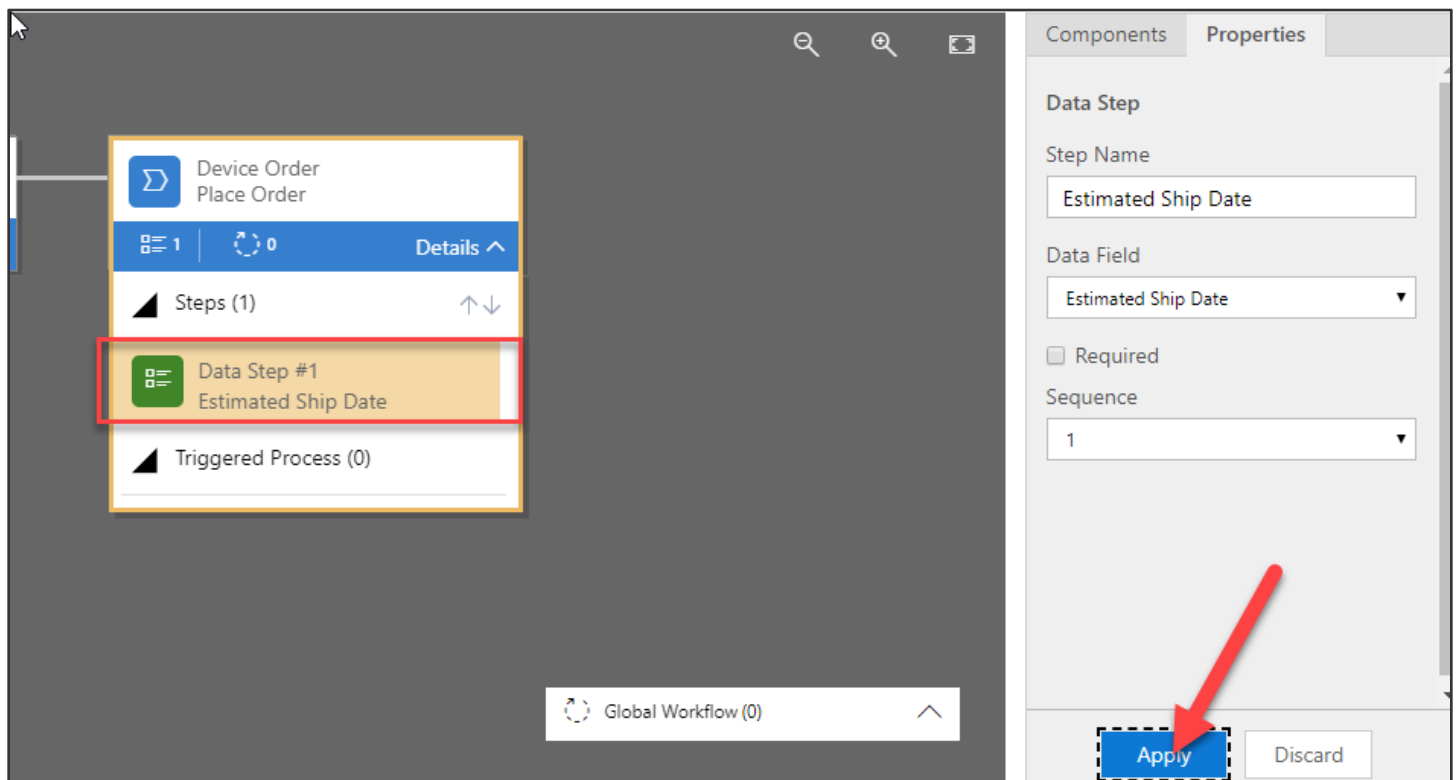 Device Order
Place Order
1 0 Details
Steps (1)
Data Step #1
Estimated Ship Date
Triggered Process (0)
Global Workflow (0)
Components Properties
Data Step
Step Name
Estimated Ship Date
Data Field
Estimated Ship Date
Required
Sequence
1
Apply Discard